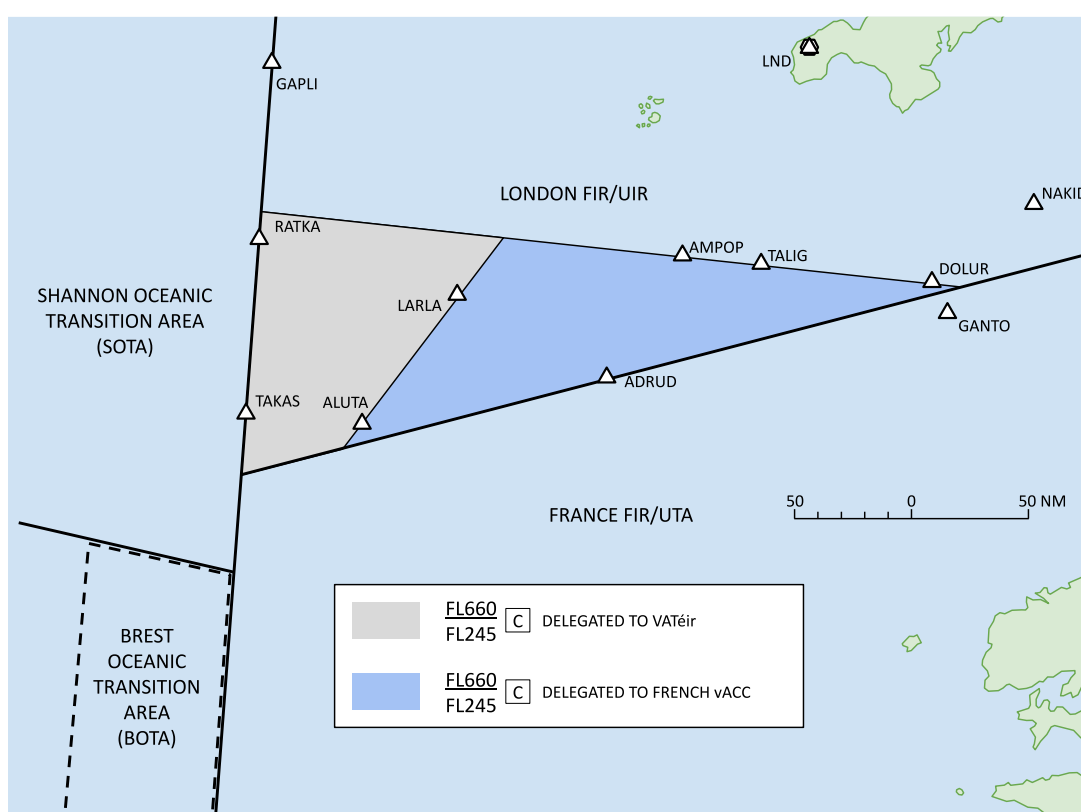 GAPLI
LND
LONDON FIR/UIR
NAKID
RATKA
AMPOP
TALIG
DOLUR
SHANNON OCEANIC
TRANSITION AREA
(SOTA)
LARLA
GANTO
ADRUD
TAKAS
ALUTA
50 0 50 NM
FRANCE FIR/UTA
BREST
OCEANIC
TRANSITION
AREA
(BOTA)
FL660
FL245
C DELEGATED TO VATéir
FL660
FL245
C DELEGATED TO FRENCH vACC